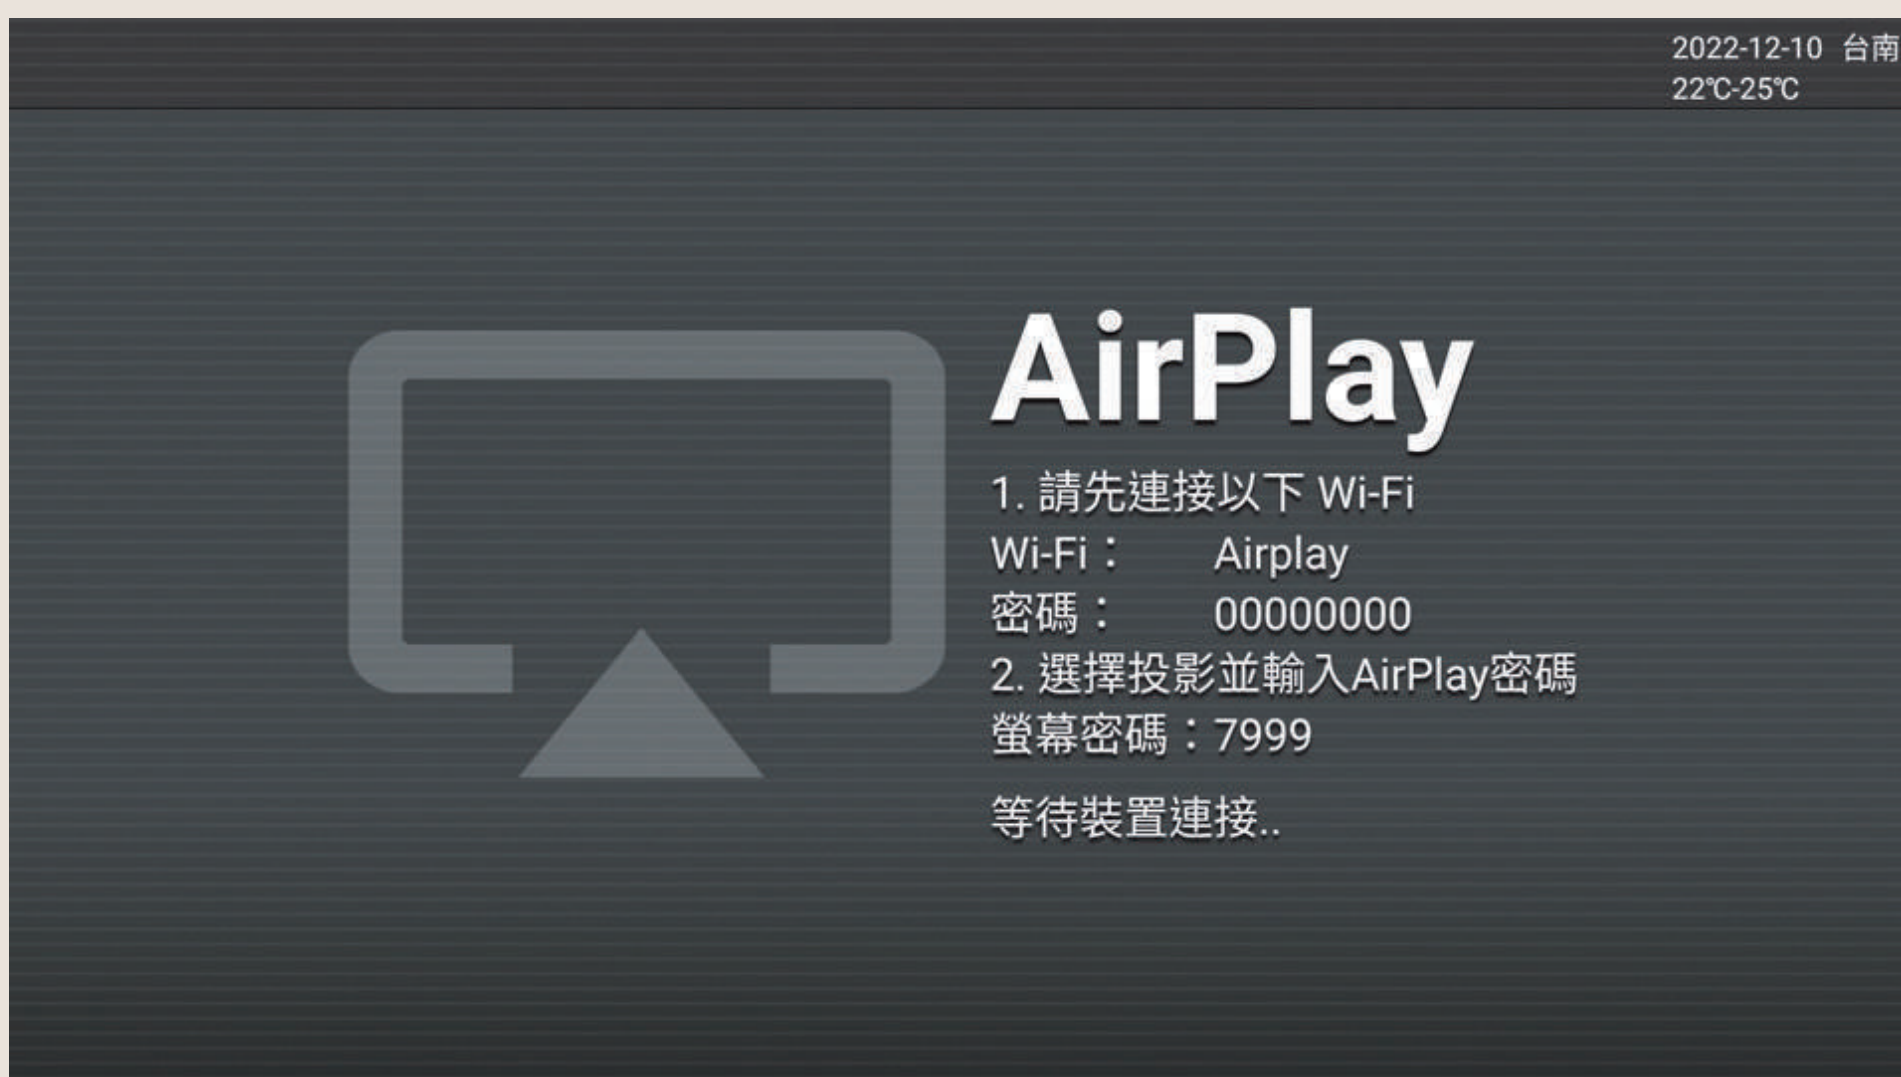 2022-12-10 台南
22℃-25℃
AirPlay
1. 請先連接以下 Wi-Fi
Wi-Fi： Airplay
密碼： 00000000
2. 選擇投影並輸入AirPlay密碼
螢幕密碼：7999
等待裝置連接..